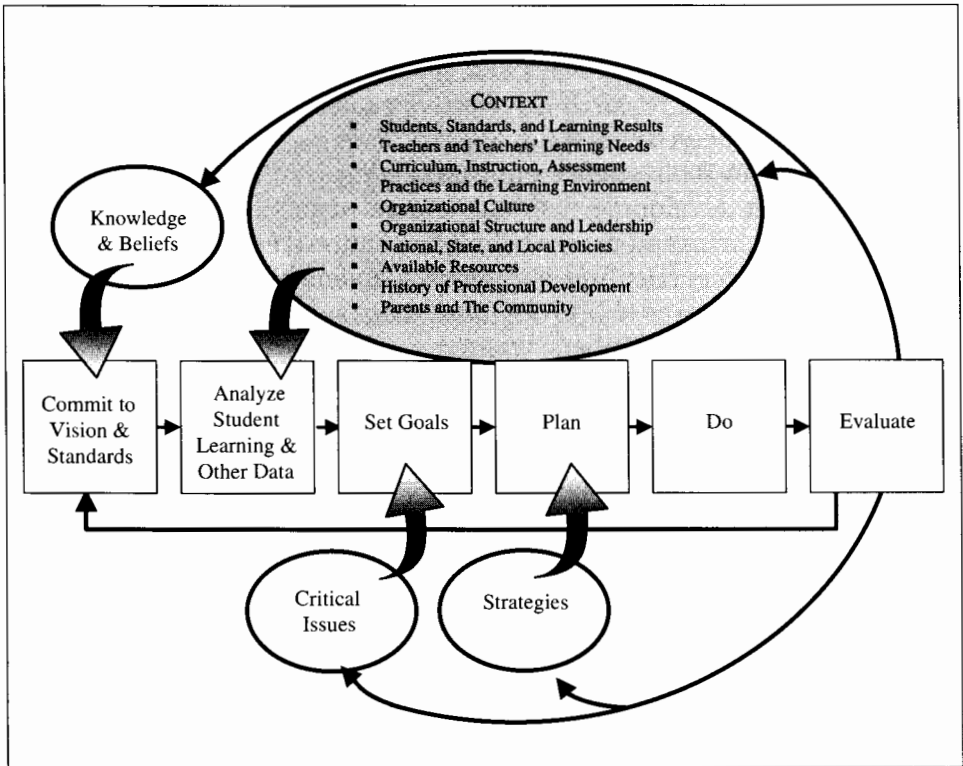 CONTEXT
▪ Students, Standards, and Learning Results
▪ Teachers and Teachers' Learning Needs
▪ Curriculum, Instruction, Assessment
Practices and the Learning Environment
▪ Organizational Culture
▪ Organizational Structure and Leadership
▪ National, State, and Local Policies
▪ Available Resources
▪ History of Professional Development
▪ Parents and The Community
Knowledge
& Beliefs
Commit to
Vision &
Standards
Analyze
Student
Learning &
Other Data
Set Goals
Plan
Do
Evaluate
Critical
Issues
Strategies